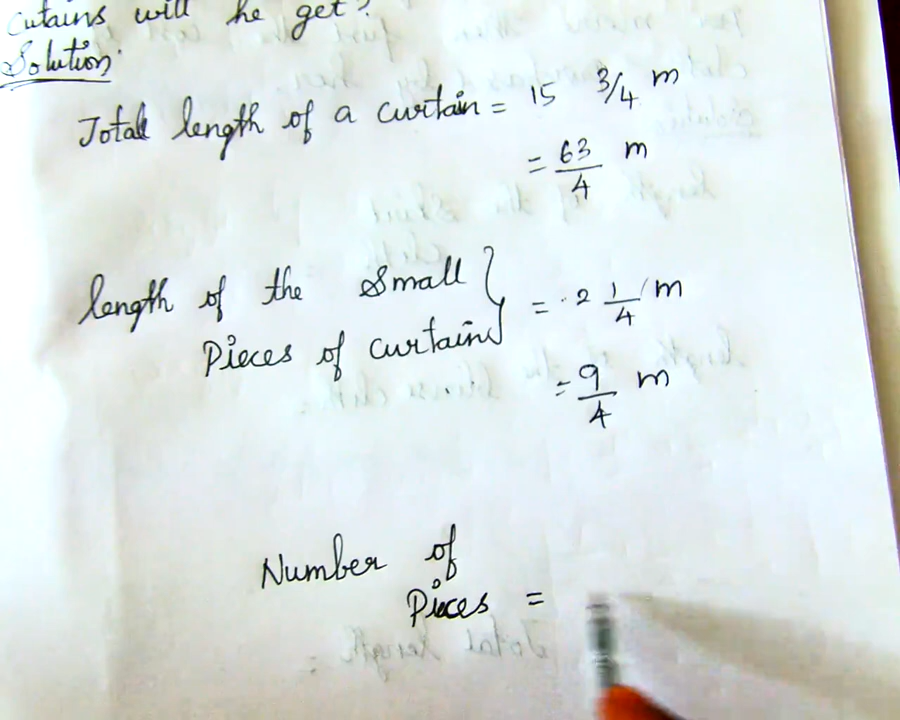 cutains will he get?
Solution:
Total length of a curtain = 15 3/4 m
= 63/4 m
length of the small
Pieces of curtains } = 2 1/4 m
= 9/4 m
Number of
Pieces =